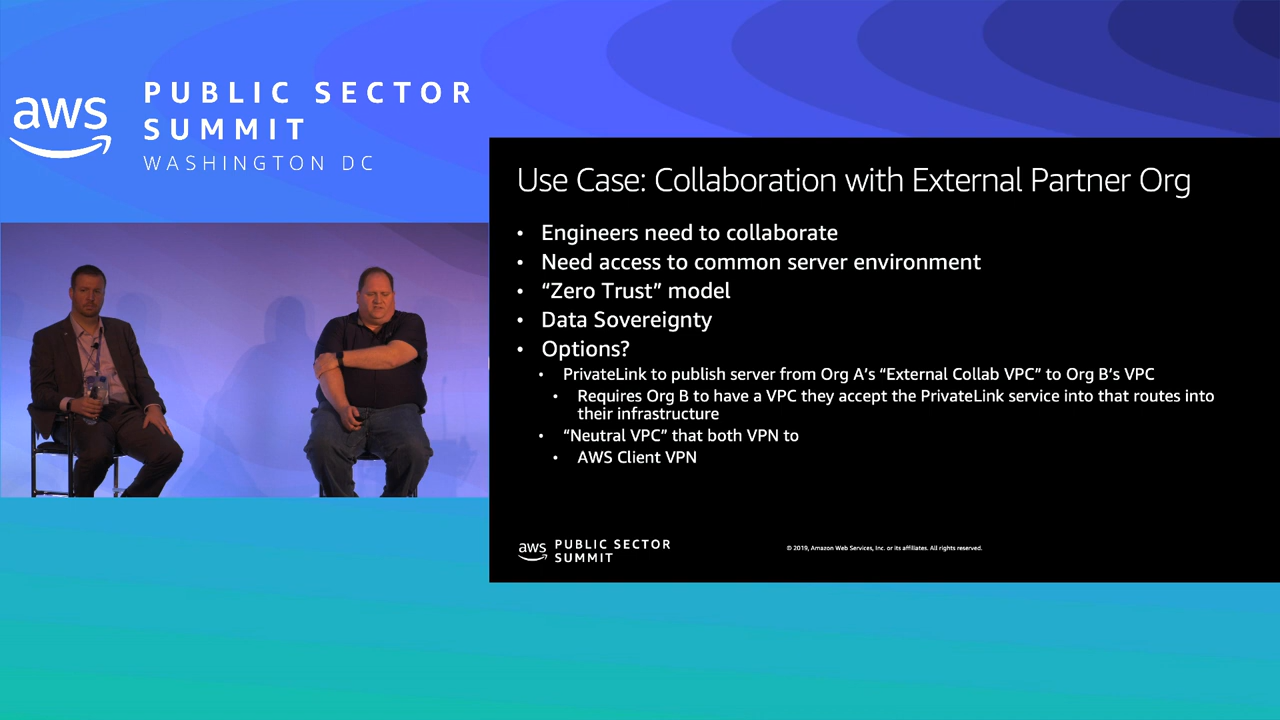 aws
PUBLIC SECTOR
SUMMIT
WASHINGTON DC
Use Case: Collaboration with External Partner Org
• Engineers need to collaborate
• Need access to common server environment
• “Zero Trust” model
• Data Sovereignty
• Options?
• PrivateLink to publish server from Org A’s “External Collab VPC” to Org B’s VPC
• Requires Org B to have a VPC they accept the PrivateLink service into that routes into
their infrastructure
• “Neutral VPC” that both VPN to
• AWS Client VPN
aws
PUBLIC SECTOR
SUMMIT
© 2019, Amazon Web Services, Inc. or its affiliates. All rights reserved.